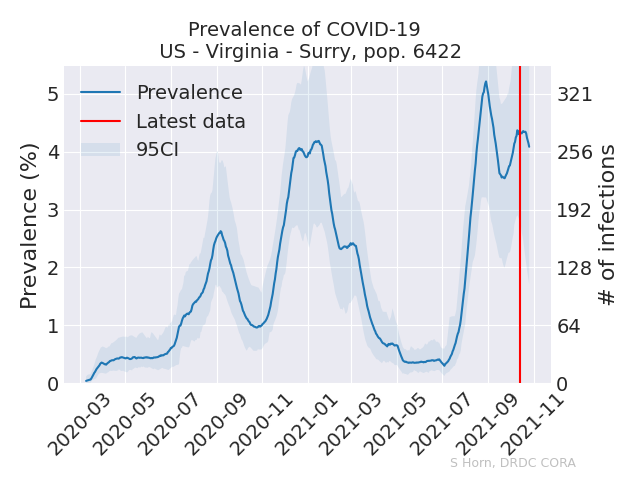 Prevalence of COVID-19
US - Virginia - Surry, pop. 6422
Prevalence
Latest data
95CI
Prevalence (%)
5
4
3
2
1
0
# of infections
321
256
192
128
64
0
2020-03
2020-05
2020-07
2020-09
2020-11
2021-01
2021-03
2021-05
2021-07
2021-09
2021-11
S Horn, DRDC CORA